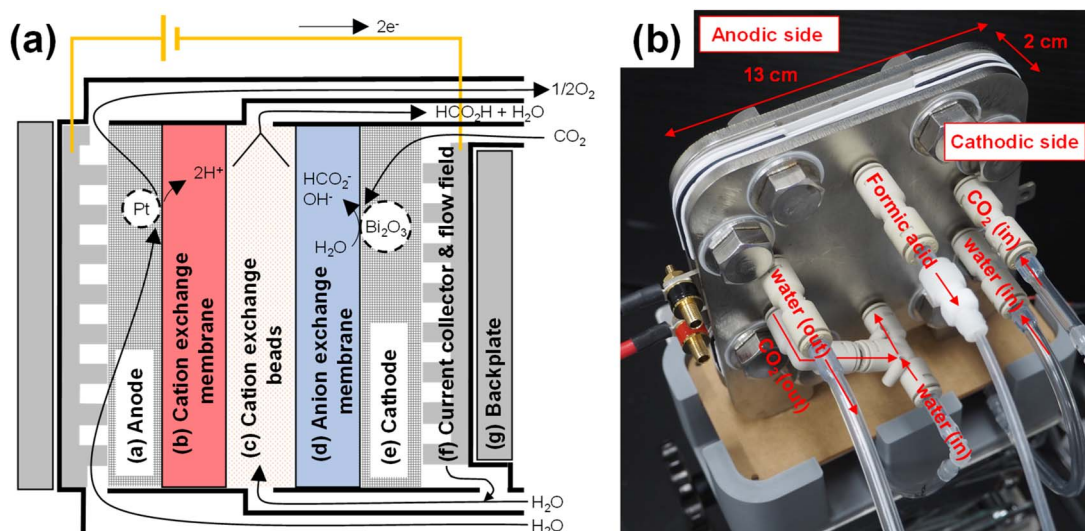 (a)
2e-
1/2O₂
HCO₂H + H₂O
CO₂
2H⁺
Pt
HCO₂⁻
OH⁻
H₂O
Bi₂O₃
(a) Anode
(b) Cation exchange
membrane
(c) Cation exchange
beads
(d) Anion exchange
membrane
(e) Cathode
(f) Current collector & flow field
(g) Backplate
H₂O
H₂O
(b)
Anodic side
2 cm
13 cm
Cathodic side
Formic acid
CO₂ (in)
water (in)
water (out)
CO₂ (out)
water (in)